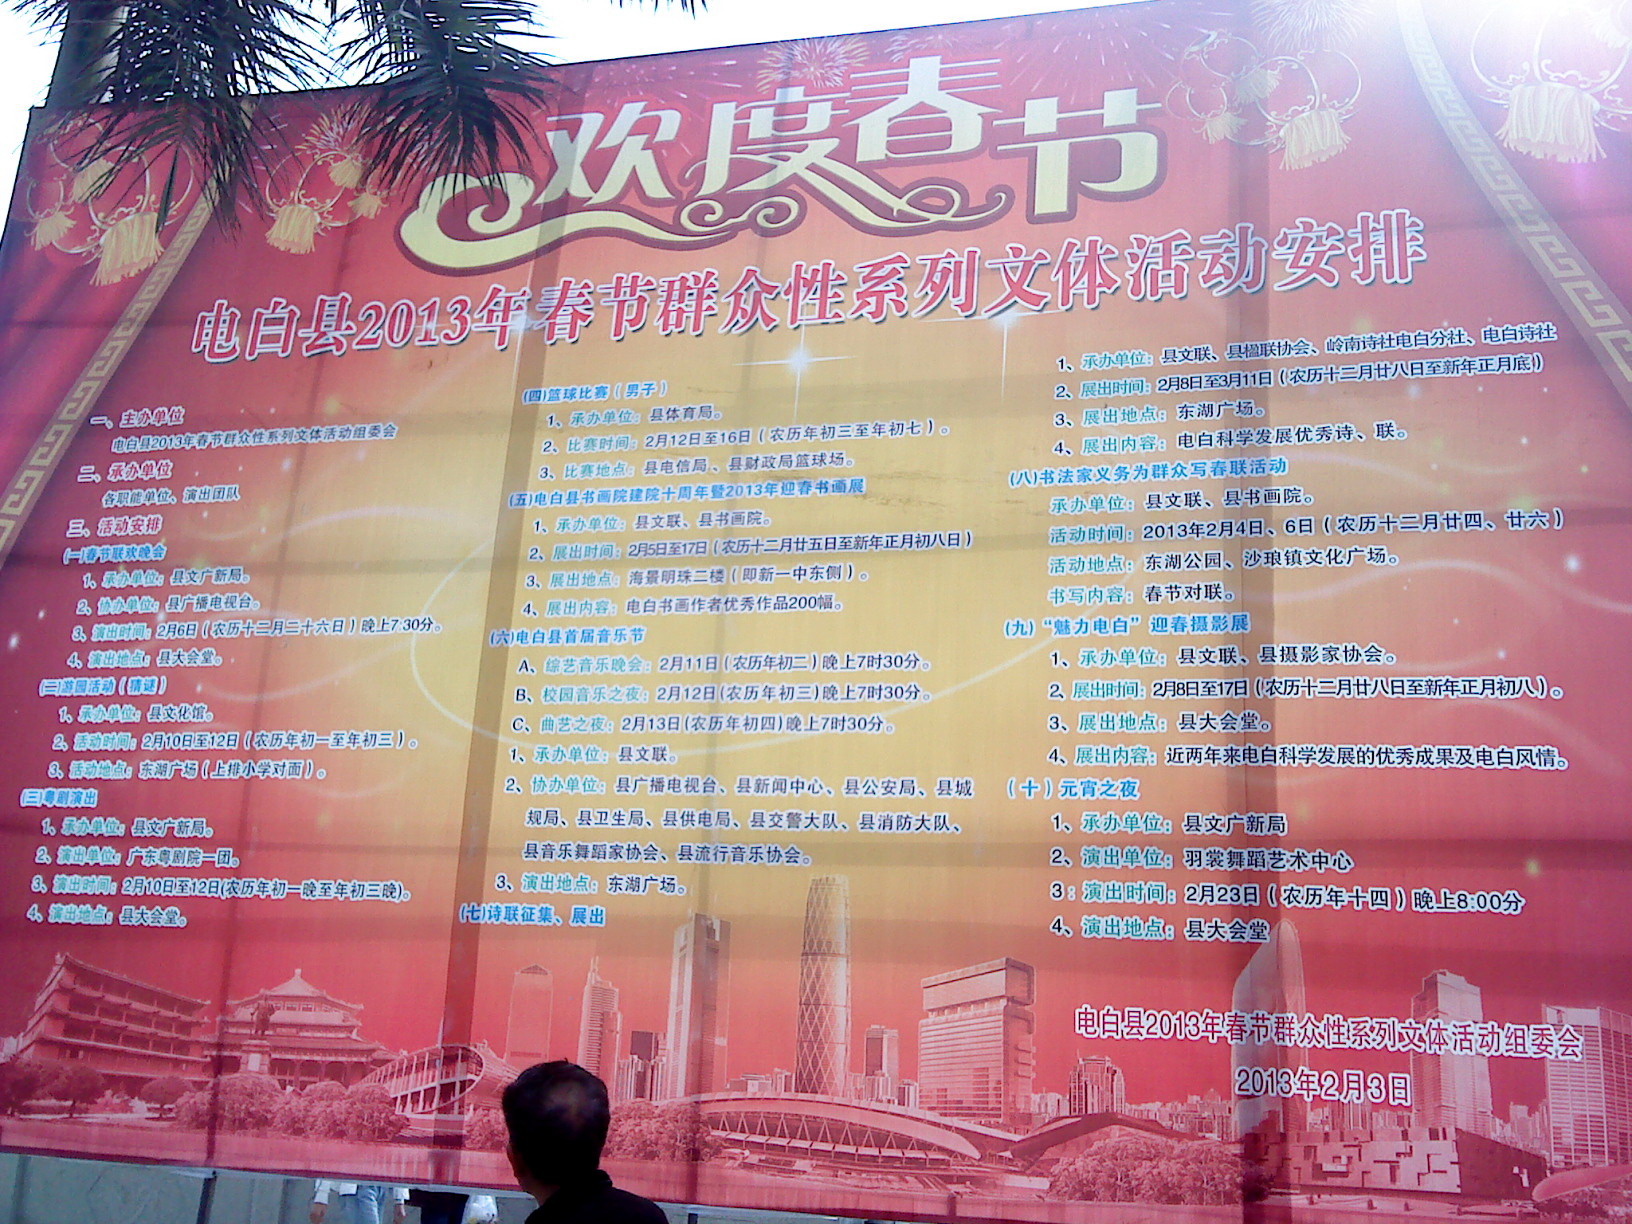 欢度春节
电白县2013年春节群众性系列文体活动安排
一、主办单位
电白县2013年春节群众性系列文体活动组委会
二、承办单位
各职能单位、演出团队
三、活动安排
(一)春节联欢晚会
1、承办单位：县文广新局。
2、协办单位：县广播电视台。
3、演出时间：2月6日（农历十二月二十六日）晚上7:30分。
4、演出地点：县大会堂。
(二)游园活动（猜谜）
1、承办单位：县文化馆。
2、活动时间：2月10日至12日（农历年初一至年初三）。
3、活动地点：东湖广场（上排小学对面）。
(三)粤剧演出
1、承办单位：县文广新局。
2、演出单位：广东粤剧院一团。
3、演出时间：2月10日至12日(农历年初一晚至年初三晚)。
4、演出地点：县大会堂。
(四)篮球比赛（男子）
1、承办单位：县体育局。
2、比赛时间：2月12日至16日（农历年初三至年初七）。
3、比赛地点：县电信局、县财政局篮球场。
(五)电白县书画院建院十周年暨2013年迎春书画展
1、承办单位：县文联、县书画院。
2、展出时间：2月5日至17日（农历十二月廿五日至新年正月初八日）
3、展出地点：海景明珠二楼（即新一中东侧）。
4、展出内容：电白书画作者优秀作品200幅。
(六)电白县首届音乐节
A、综艺音乐晚会：2月11日（农历年初二）晚上7时30分。
B、校园音乐之夜：2月12日(农历年初三)晚上7时30分。
C、曲艺之夜：2月13日(农历年初四)晚上7时30分。
1、承办单位：县文联。
2、协办单位：县广播电视台、县新闻中心、县公安局、县城
规局、县卫生局、县供电局、县交警大队、县消防大队、
县音乐舞蹈家协会、县流行音乐协会。
3、演出地点：东湖广场。
(七)诗联征集、展出
1、承办单位：县文联、县楹联协会、岭南诗社电白分社、电白诗社
2、展出时间：2月8日至3月11日（农历十二月廿八日至新年正月底）
3、展出地点：东湖广场。
4、展出内容：电白科学发展优秀诗、联。
(八)书法家义务为群众写春联活动
承办单位：县文联、县书画院。
活动时间：2013年2月4日、6日（农历十二月廿四、廿六）
活动地点：东湖公园、沙琅镇文化广场。
书写内容：春节对联。
(九)“魅力电白”迎春摄影展
1、承办单位：县文联、县摄影家协会。
2、展出时间：2月8日至17日（农历十二月廿八日至新年正月初八）。
3、展出地点：县大会堂。
4、展出内容：近两年来电白科学发展的优秀成果及电白风情。
(十)元宵之夜
1、承办单位：县文广新局
2、演出单位：羽裳舞蹈艺术中心
3：演出时间：2月23日（农历年十四）晚上8:00分
4、演出地点：县大会堂
电白县2013年春节群众性系列文体活动组委会
2013年2月3日